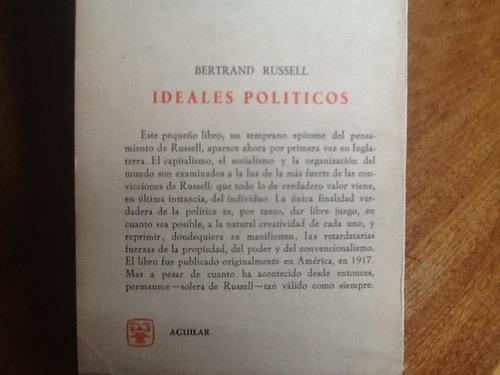 BERTRAND RUSSELL
IDEALES POLITICOS
Este pequeño libro, un temprano epítome del pensa-
miento de Russell, aparece ahora por primera vez en Ingla-
terra. El capitalismo, el socialismo y la organización del
mundo son examinados a la luz de la más fuerte de las con-
vicciones de Russell: que todo lo de verdadero valor viene,
en última instancia, del individuo. La única finalidad ver-
dadera de la política es, por tanto, dar libre juego, en
cuanto sea posible, a la natural creatividad de cada uno, y
reprimir, dondequiera se manifiesten, las retardatarias
fuerzas de la propiedad, del poder y del convencionalismo.
El libro fue publicado originalmente en América, en 1917.
Mas a pesar de cuanto ha acontecido desde entonces,
permanece—solera de Russell—tan válido como siempre.
AGUILAR